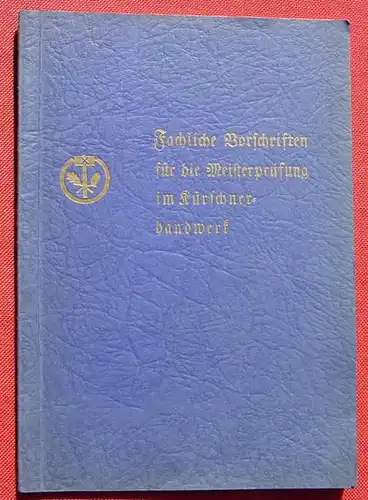 Fachliche Vorschriften
für die Meisterprüfung
im Kürschner-
handwerk